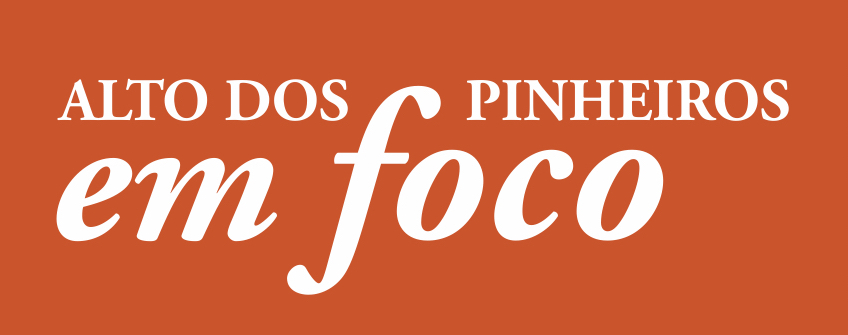 ALTO DOS PINHEIROS
em foco